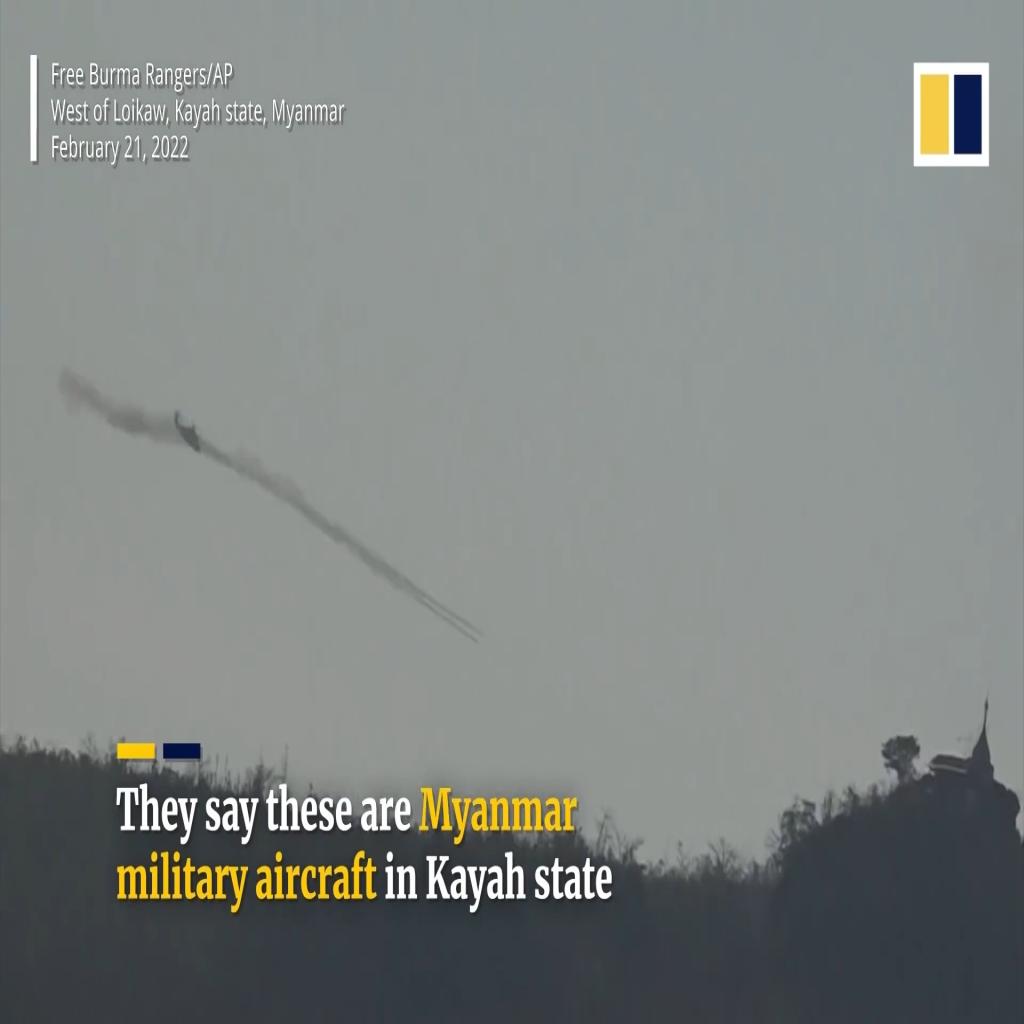 Free Burma Rangers/AP
West of Loikaw, Kayah state, Myanmar
February 21, 2022
They say these are Myanmar
military aircraft in Kayah state